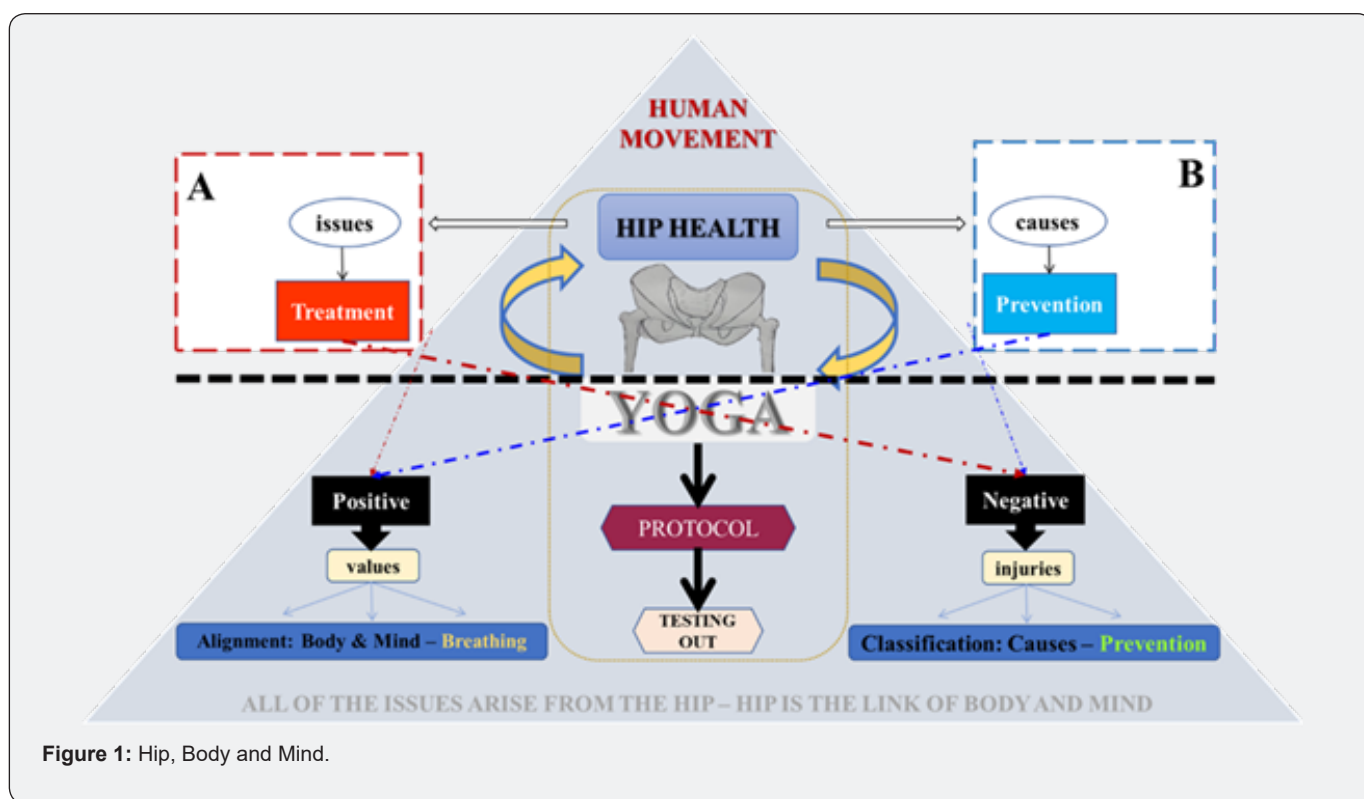 HUMAN
MOVEMENT
A
issues
Treatment
HIP HEALTH
B
causes
Prevention
YOGA
Positive
values
Alignment: Body & Mind – Breathing
PROTOCOL
TESTING
OUT
Negative
injuries
Classification: Causes – Prevention
ALL OF THE ISSUES ARISE FROM THE HIP – HIP IS THE LINK OF BODY AND MIND
Figure 1: Hip, Body and Mind.